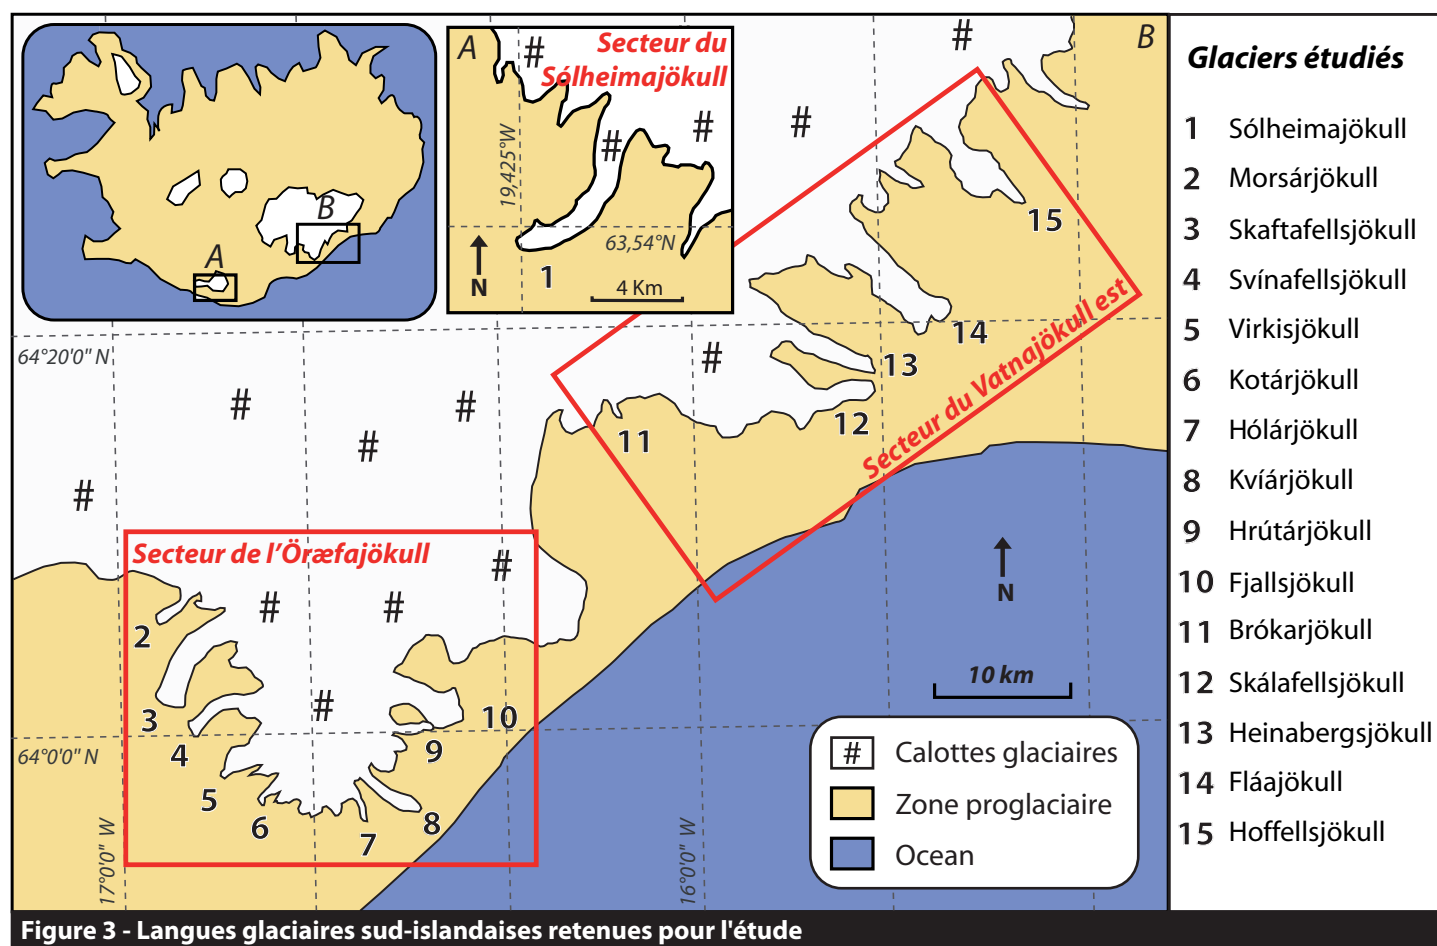 A
B
A
Secteur du
Sólheimajökull
#
#
#
19,425°W
63,54°N
N
1
4 Km
B
#
#
15
14
13
12
11
Secteur du Vatnajökull est
64°20'0" N
#
#
#
#
#
Secteur de l'Öræfajökull
#
#
#
#
2
3
4
5
6
7
8
9
10
64°0'0" N
17°0'0" W
16°0'0" W
N
10 km
# Calottes glaciaires
Zone proglaciaire
Ocean
Glaciers étudiés
1 Sólheimajökull
2 Morsárjökull
3 Skaftafellsjökull
4 Svínafellsjökull
5 Virkisjökull
6 Kotárjökull
7 Hólárjökull
8 Kvíárjökull
9 Hrútárjökull
10 Fjallsjökull
11 Brókarjökull
12 Skálafellsjökull
13 Heinabergsjökull
14 Fláajökull
15 Hoffellsjökull
Figure 3 - Langues glaciaires sud-islandaises retenues pour l'étude